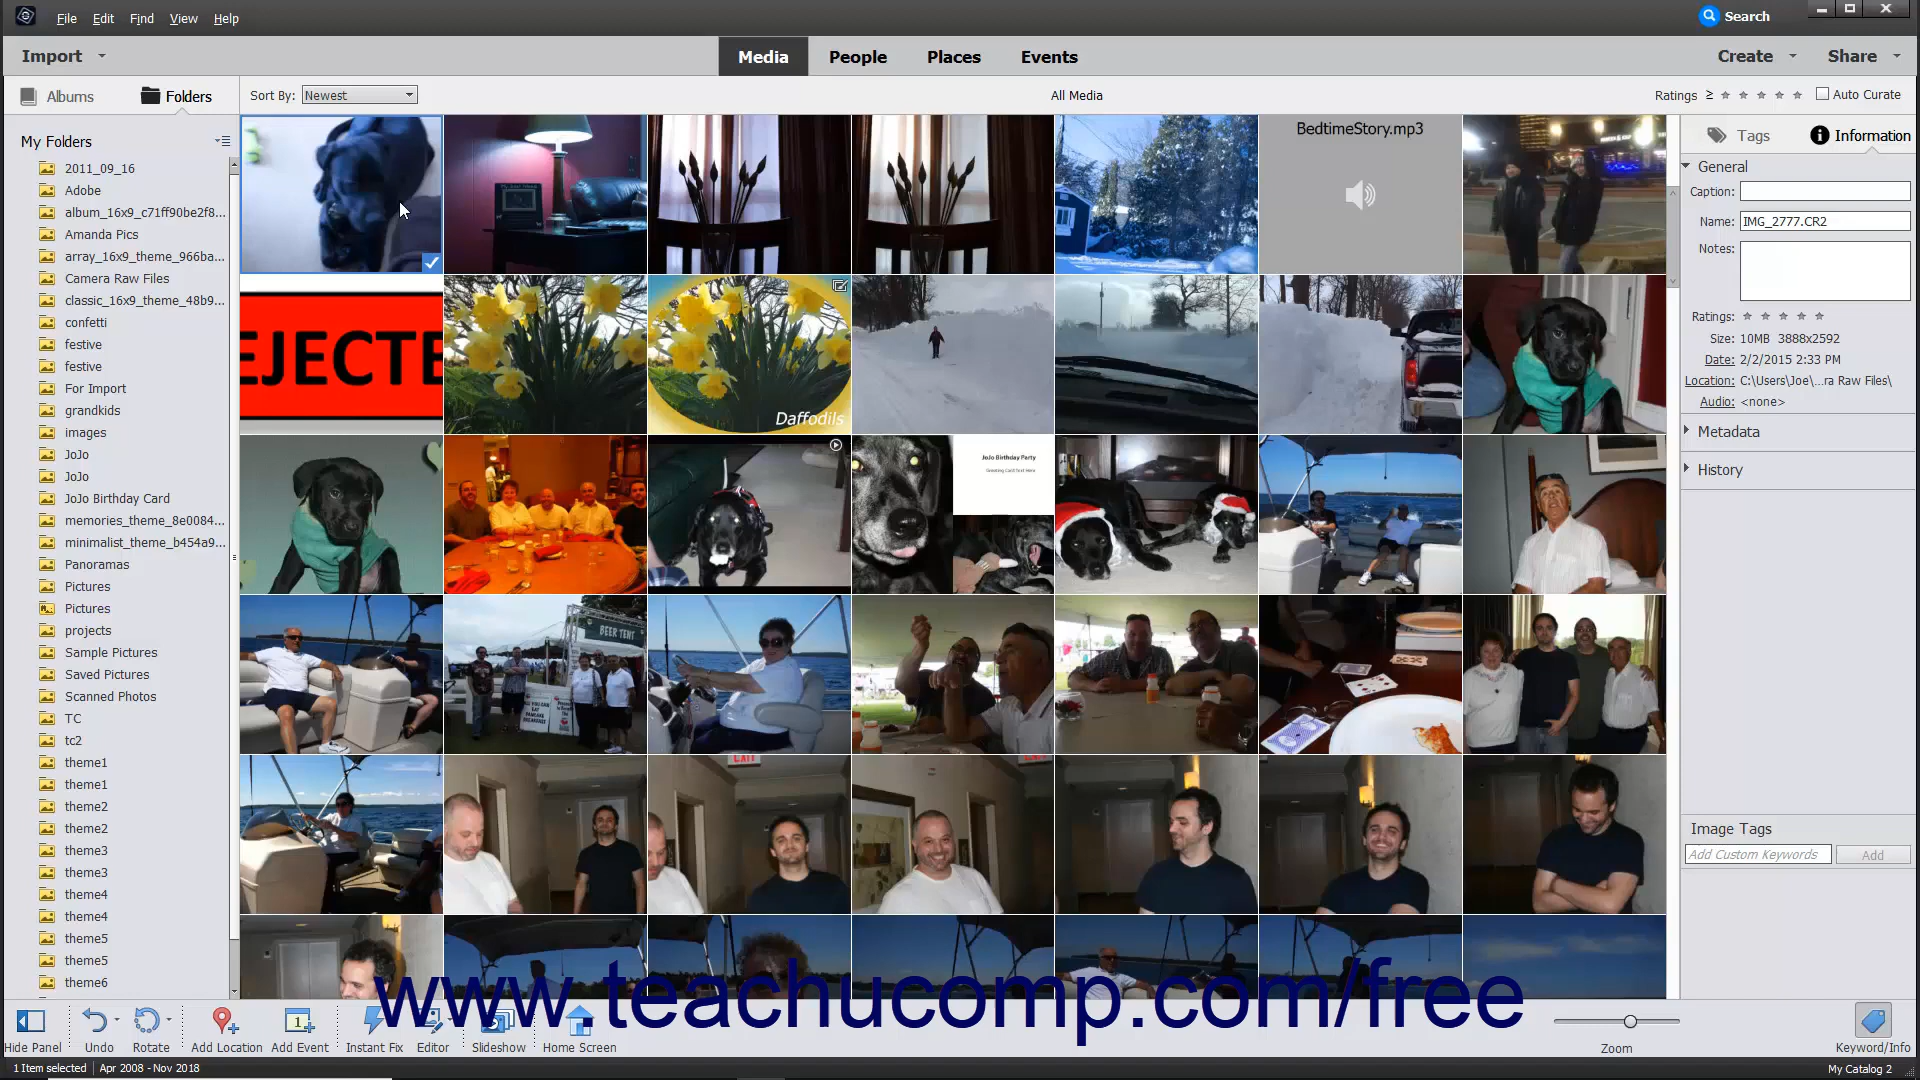 File Edit Find View Help
Search
Import
Media People Places Events
Create Share
Albums Folders
Sort By: Newest
All Media
Ratings ≥ Auto Curate
My Folders
2011_09_16
Adobe
album_16x9_c71ff90be2f8...
Amanda Pics
array_16x9_theme_966ba...
Camera Raw Files
classic_16x9_theme_48b9...
confetti
festive
festive
For Import
grandkids
images
JoJo
JoJo
JoJo Birthday Card
memories_theme_8e0084...
minimalist_theme_b454a9...
Panoramas
Pictures
Pictures
projects
Sample Pictures
Saved Pictures
Scanned Photos
TC
tc2
theme1
theme1
theme2
theme2
theme3
theme3
theme4
theme4
theme5
theme5
theme6
BedtimeStory.mp3
EJECTE
Daffodils
JoJo Birthday Party
Greeting Card Text Here
BEER TENT
EXIT
Tags Information
General
Caption:
Name: IMG_2777.CR2
Notes:
Ratings:
Size: 10MB 3888x2592
Date: 2/2/2015 2:33 PM
Location: C:\Users\Joe\...ra Raw Files\
Audio: <none>
Metadata
History
Image Tags
Add Custom Keywords Add
www.teachucomp.com/free
Hide Panel Undo Rotate Add Location Add Event Instant Fix Editor Slideshow Home Screen Zoom Keyword/Info
1 Item selected Apr 2008 - Nov 2018
My Catalog 2